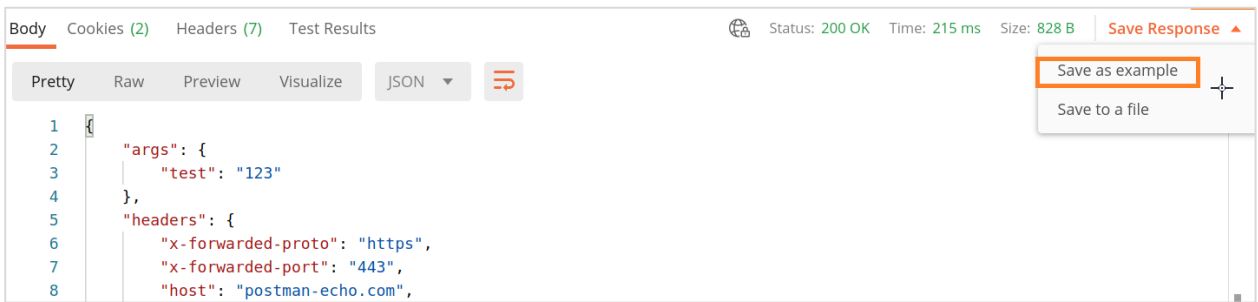 Body Cookies (2) Headers (7) Test Results Status: 200 OK Time: 215 ms Size: 828 B Save Response
Pretty Raw Preview Visualize JSON
Save as example
Save to a file
1 {
2 "args": {
3 "test": "123"
4 },
5 "headers": {
6 "x-forwarded-proto": "https",
7 "x-forwarded-port": "443",
8 "host": "postman-echo.com",